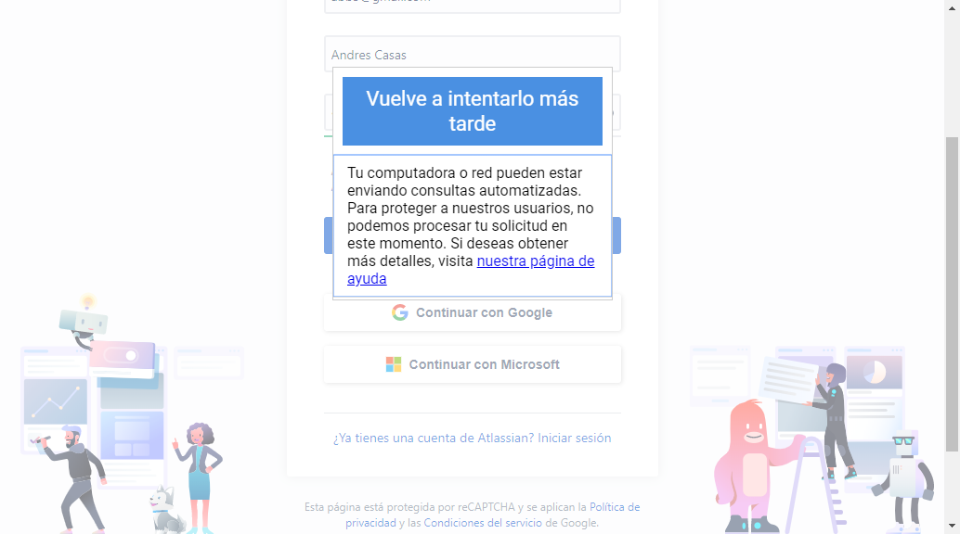 Andres Casas
Vuelve a intentarlo más
tarde
Tu computadora o red pueden estar
enviando consultas automatizadas.
Para proteger a nuestros usuarios, no
podemos procesar tu solicitud en
este momento. Si deseas obtener
más detalles, visita nuestra página de
ayuda
Continuar con Google
Continuar con Microsoft
¿Ya tienes una cuenta de Atlassian? Iniciar sesión
Esta página está protegida por reCAPTCHA y se aplican la Política de
privacidad y las Condiciones del servicio de Google.